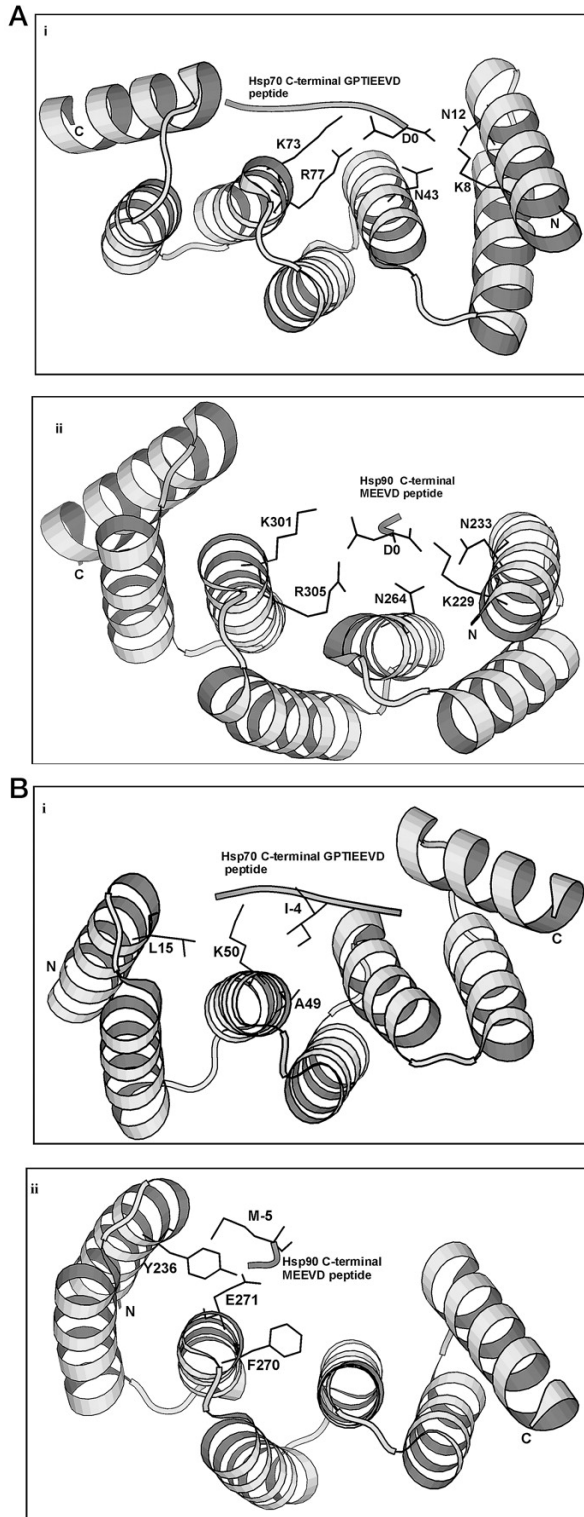 A
i
Hsp70 C-terminal GPTIEEVD
peptide
N12
C
D0
K73
R77
N43
K8
N
ii
Hsp90 C-terminal
MEEVD peptide
K301
N233
D0
C
R305
N264
K229
N
B
i
Hsp70 C-terminal GPTIEEVD
peptide
I-4
L15
K50
N
C
A49
ii
M-5
Y236
Hsp90 C-terminal
MEEVD peptide
E271
N
F270
C